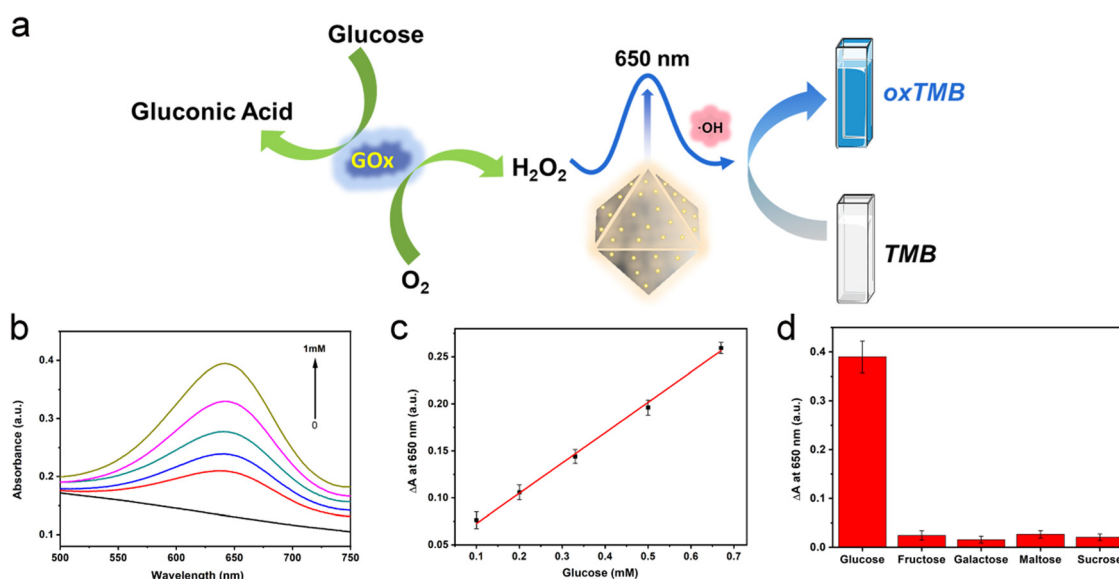 a
Glucose
Gluconic Acid
GOx
O2
H2O2
650 nm
·OH
oxTMB
TMB
b
Absorbance (a.u.)
0.4
0.3
0.2
0.1
1mM
0
500
550
600
650
700
750
Wavelength (nm)
c
ΔA at 650 nm (a.u.)
0.25
0.20
0.15
0.10
0.05
0.1
0.2
0.3
0.4
0.5
0.6
0.7
Glucose (mM)
d
ΔA at 650 nm (a.u.)
0.4
0.3
0.2
0.1
0.0
Glucose
Fructose
Galactose
Maltose
Sucrose